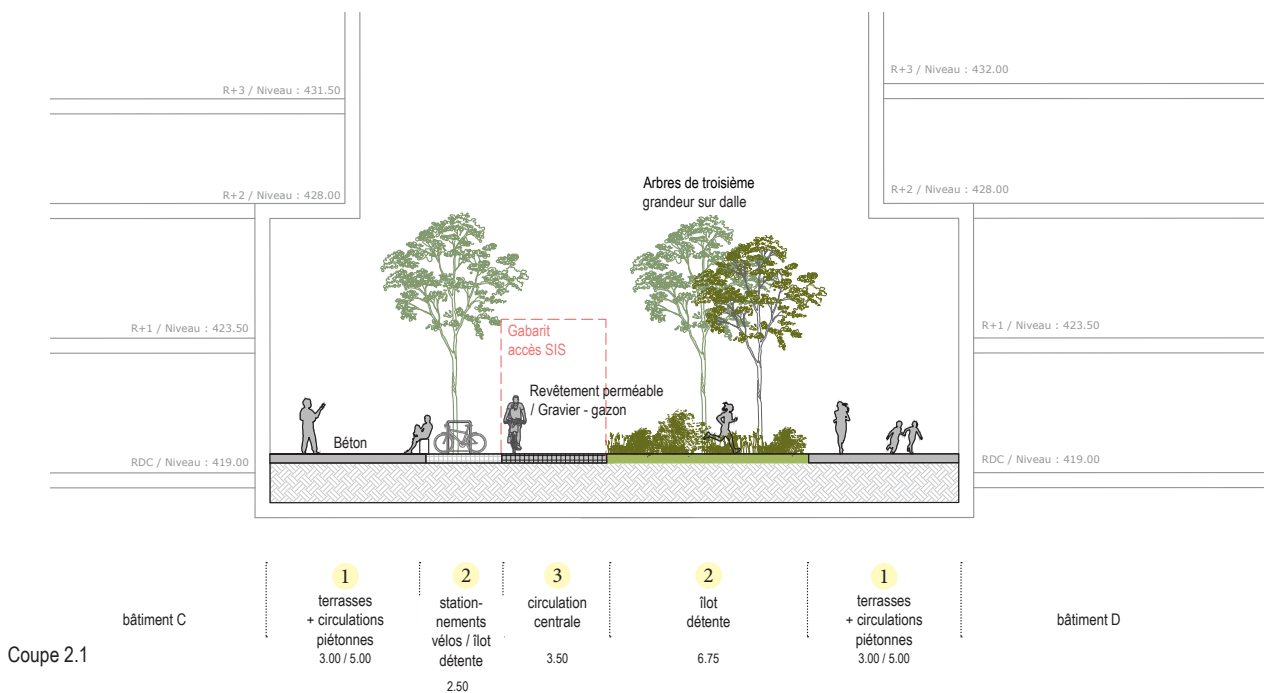 R+3 / Niveau : 431.50
R+3 / Niveau : 432.00
R+2 / Niveau : 428.00
Arbres de troisième
grandeur sur dalle
R+2 / Niveau : 428.00
R+1 / Niveau : 423.50
Gabarit
accès SIS
R+1 / Niveau : 423.50
Revêtement perméable
/ Gravier - gazon
Béton
RDC / Niveau : 419.00
RDC / Niveau : 419.00
bâtiment C
1
terrasses
+ circulations
piétonnes
3.00 / 5.00
2
station-
nements
vélos / îlot
détente
2.50
3
circulation
centrale
3.50
2
îlot
détente
6.75
1
terrasses
+ circulations
piétonnes
3.00 / 5.00
bâtiment D
Coupe 2.1